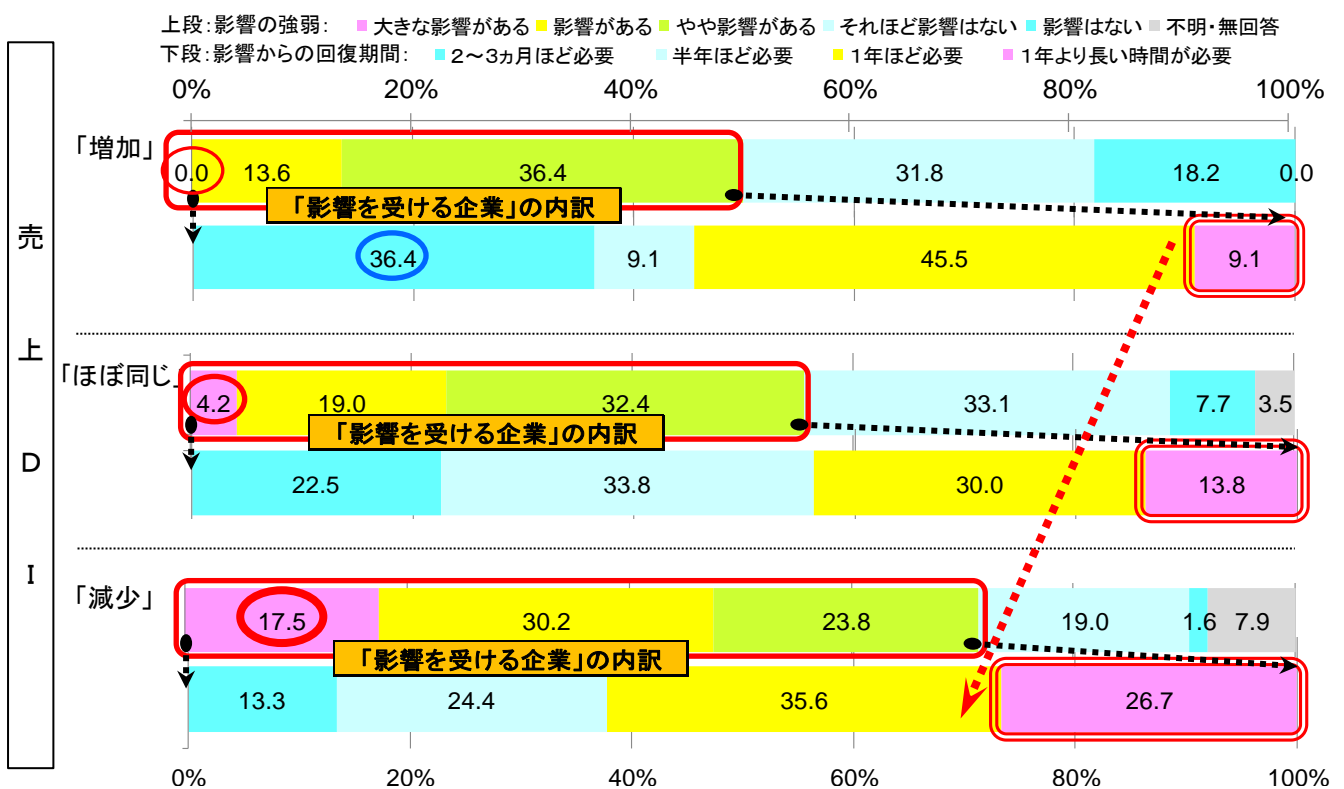 上段：影響の強弱： ■大きな影響がある ■影響がある ■やや影響がある ■それほど影響はない ■影響はない ■不明・無回答
下段：影響からの回復期間： ■2～3ヵ月ほど必要 ■半年ほど必要 ■1年ほど必要 ■1年より長い時間が必要
0% 20% 40% 60% 80% 100%
売上DI
「増加」
0.0 13.6 36.4 31.8 18.2 0.0
「影響を受ける企業」の内訳
36.4 9.1 45.5 9.1
「ほぼ同じ」
4.2 19.0 32.4 33.1 7.7 3.5
「影響を受ける企業」の内訳
22.5 33.8 30.0 13.8
「減少」
17.5 30.2 23.8 19.0 1.6 7.9
「影響を受ける企業」の内訳
13.3 24.4 35.6 26.7
0% 20% 40% 60% 80% 100%